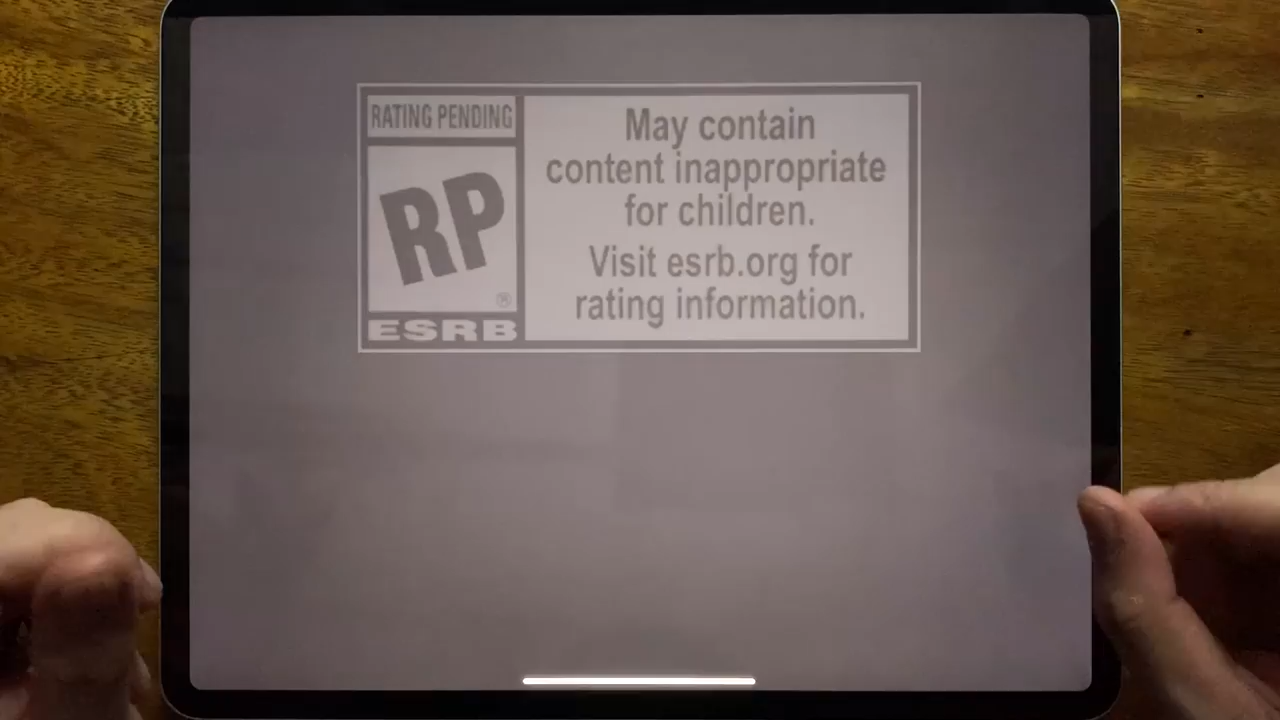 RATING PENDING
RP
®
ESRB
May contain
content inappropriate
for children.
Visit esrb.org for
rating information.